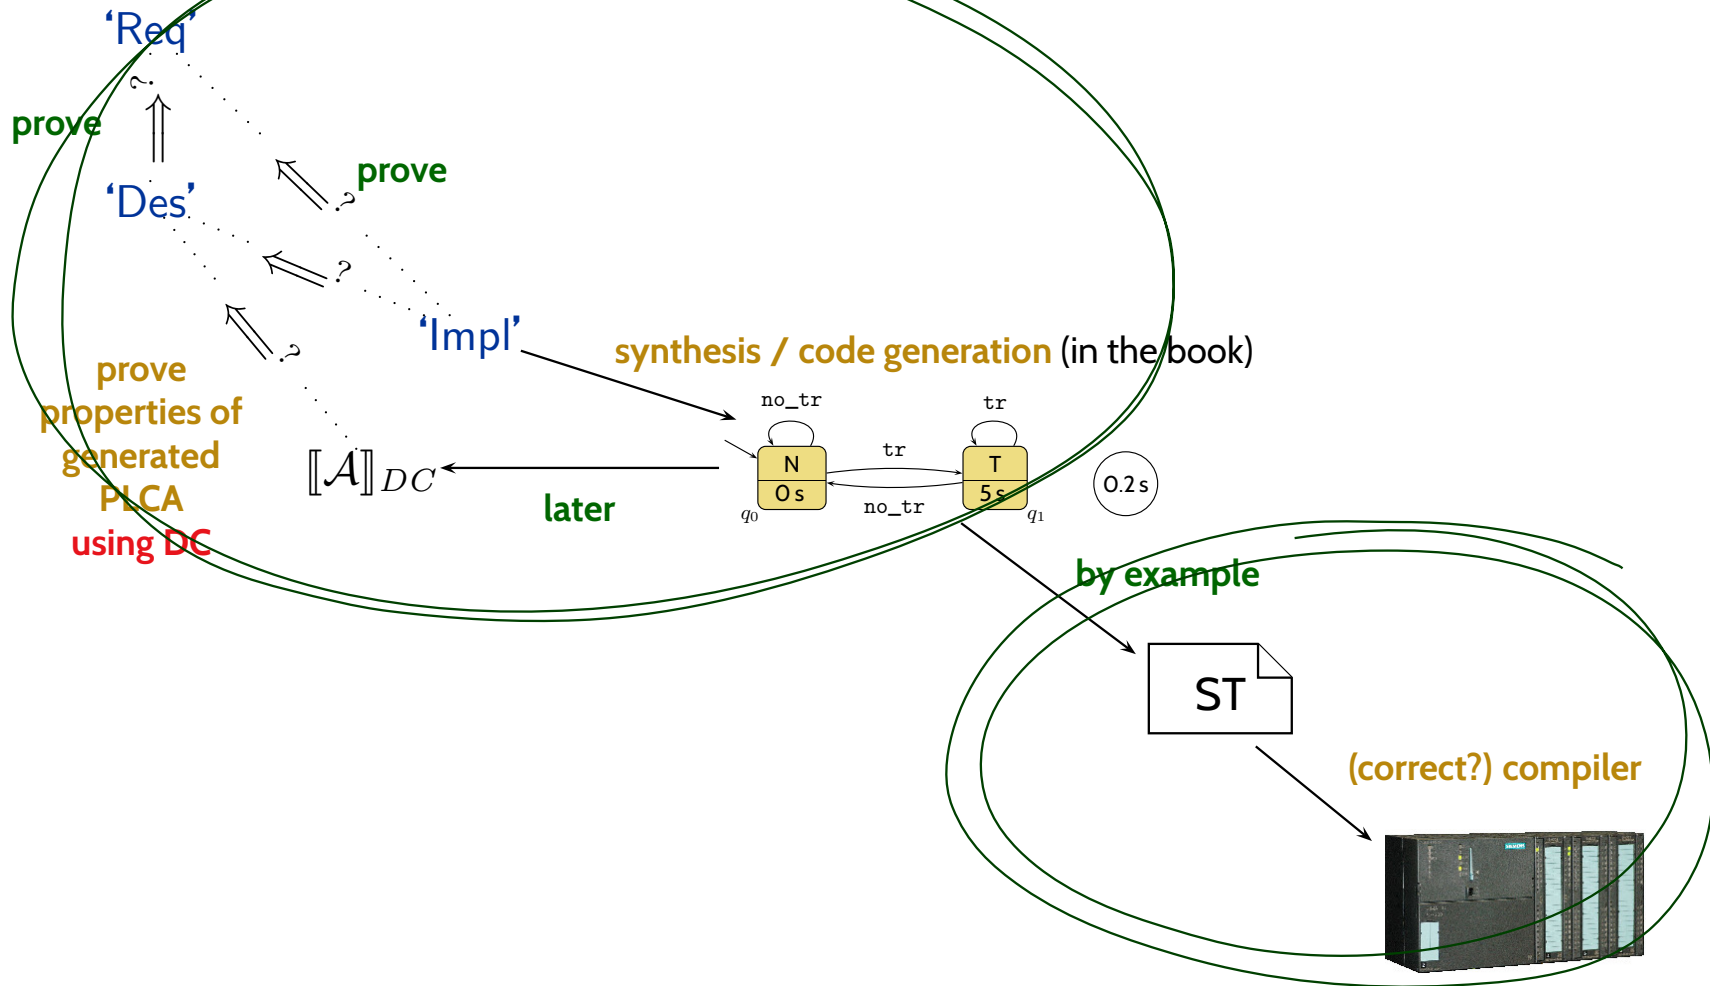 ‘Req’
?
prove
prove
‘Des’
?
?
‘Impl’
?
synthesis / code generation (in the book)
prove
properties of
generated
PLCA
using DC
no_tr
tr
N
0 s
q0
tr
no_tr
T
5 s
q1
0.2 s
⟦𝒜⟧DC
later
by example
ST
(correct?) compiler
SIEMENS